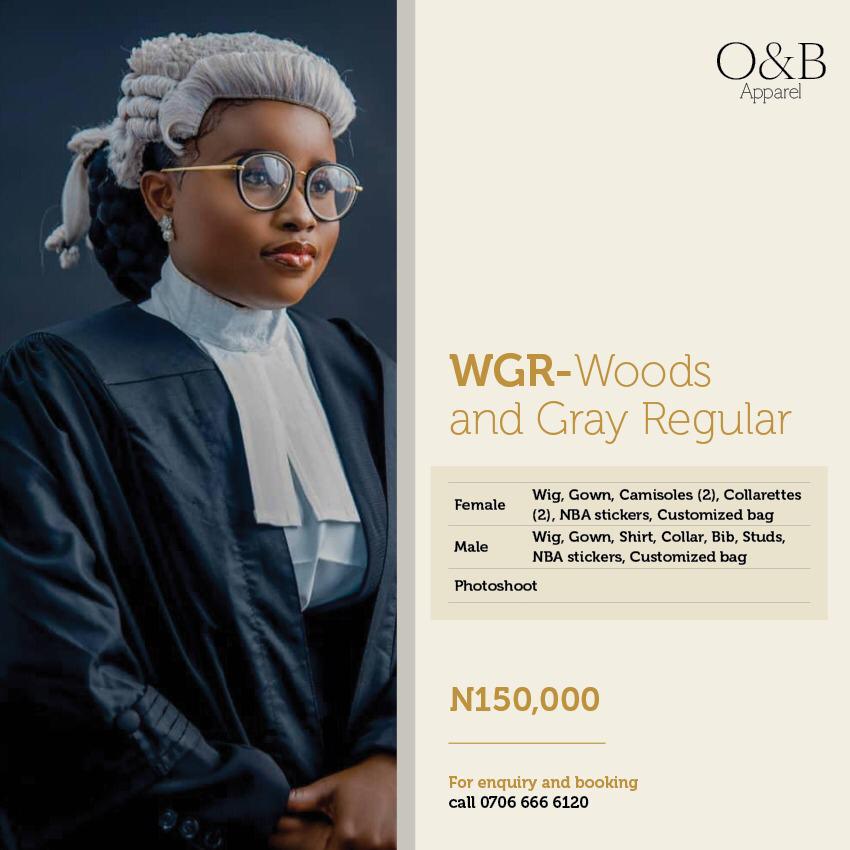 O&B
Apparel
WGR-Woods
and Gray Regular
Female Wig, Gown, Camisoles (2), Collarettes
(2), NBA stickers, Customized bag
Male Wig, Gown, Shirt, Collar, Bib, Studs,
NBA stickers, Customized bag
Photoshoot
₦150,000
For enquiry and booking
call 0706 666 6120